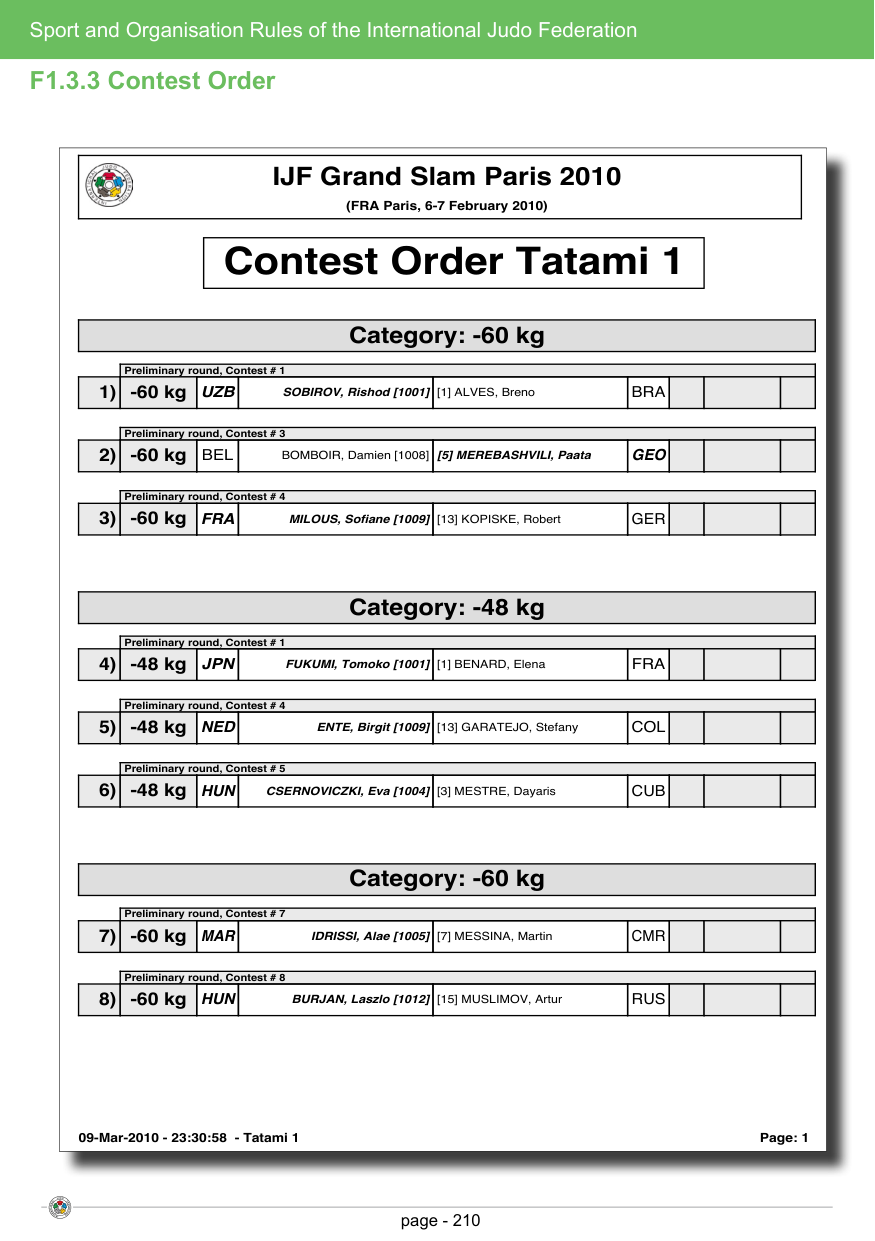 Sport and Organisation Rules of the International Judo Federation
F1.3.3 Contest Order
IJF Grand Slam Paris 2010
(FRA Paris, 6-7 February 2010)
Contest Order Tatami 1
Category: -60 kg
Preliminary round, Contest # 1
1) -60 kg UZB SOBIROV, Rishod [1001] [1] ALVES, Breno BRA
Preliminary round, Contest # 3
2) -60 kg BEL BOMBOIR, Damien [1008] [5] MEREBASHVILI, Paata GEO
Preliminary round, Contest # 4
3) -60 kg FRA MILOUS, Sofiane [1009] [13] KOPISKE, Robert GER
Category: -48 kg
Preliminary round, Contest # 1
4) -48 kg JPN FUKUMI, Tomoko [1001] [1] BENARD, Elena FRA
Preliminary round, Contest # 4
5) -48 kg NED ENTE, Birgit [1009] [13] GARATEJO, Stefany COL
Preliminary round, Contest # 5
6) -48 kg HUN CSERNOVICZKI, Eva [1004] [3] MESTRE, Dayaris CUB
Category: -60 kg
Preliminary round, Contest # 7
7) -60 kg MAR IDRISSI, Alae [1005] [7] MESSINA, Martin CMR
Preliminary round, Contest # 8
8) -60 kg HUN BURJAN, Laszlo [1012] [15] MUSLIMOV, Artur RUS
09-Mar-2010 - 23:30:58 - Tatami 1 Page: 1
page - 210